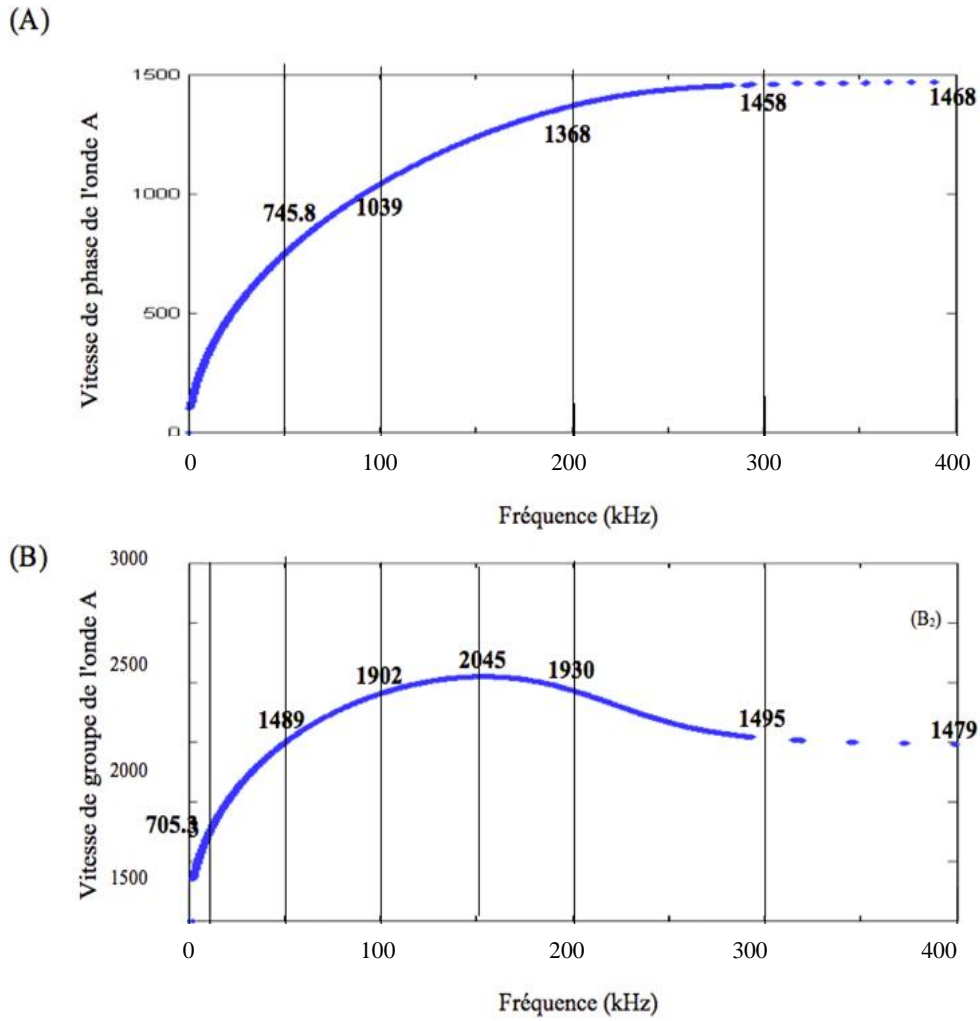 (A)
Vitesse de phase de l'onde A
1500
1000
500
0
745.8
1039
1368
1458
1468
0 100 200 300 400
Fréquence (kHz)
(B)
Vitesse de groupe de l'onde A
3000
2500
2000
1500
(B₂)
705.3
1489
1902
2045
1930
1495
1479
0 100 200 300 400
Fréquence (kHz)